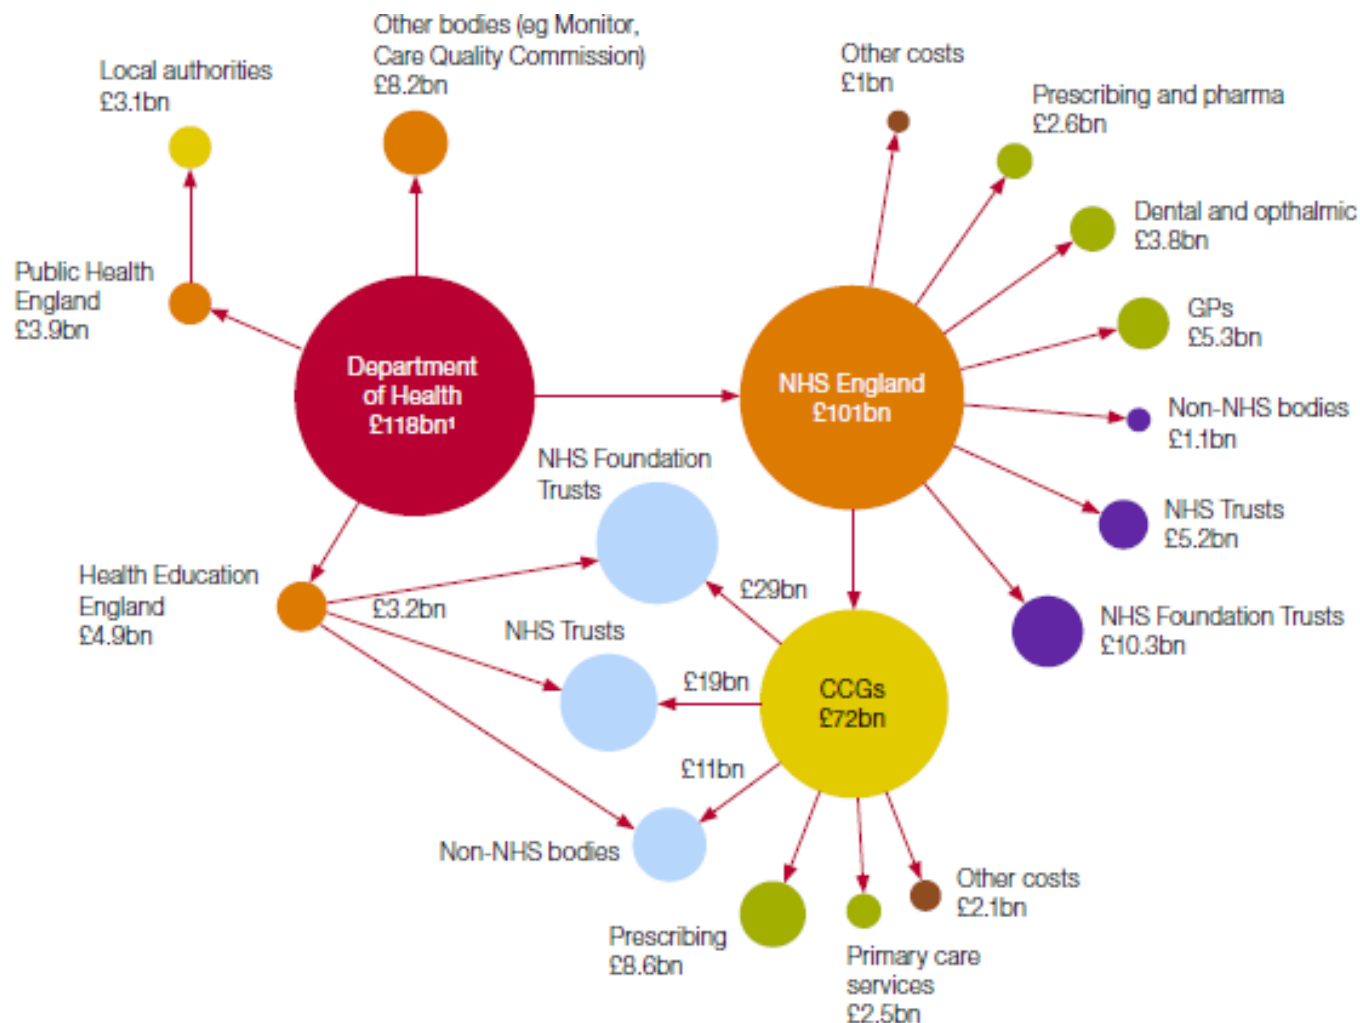 Other bodies (eg Monitor,
Care Quality Commission)
£8.2bn
Local authorities
£3.1bn
Other costs
£1bn
Prescribing and pharma
£2.6bn
Dental and opthalmic
£3.8bn
Public Health
England
£3.9bn
GPs
£5.3bn
Department
of Health
£118bn¹
NHS England
£101bn
Non-NHS bodies
£1.1bn
NHS Foundation
Trusts
NHS Trusts
£5.2bn
Health Education
England
£4.9bn
£3.2bn
£29bn
NHS Foundation Trusts
£10.3bn
NHS Trusts
£19bn
CCGs
£72bn
£11bn
Non-NHS bodies
Prescribing
£8.6bn
Primary care
services
£2.5bn
Other costs
£2.1bn